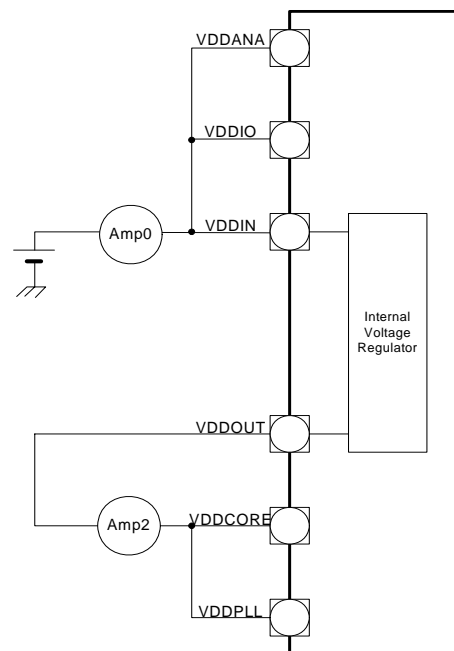 VDDANA
VDDIO
Amp0
VDDIN
Internal
Voltage
Regulator
VDDOUT
Amp2
VDDCORE
VDDPLL